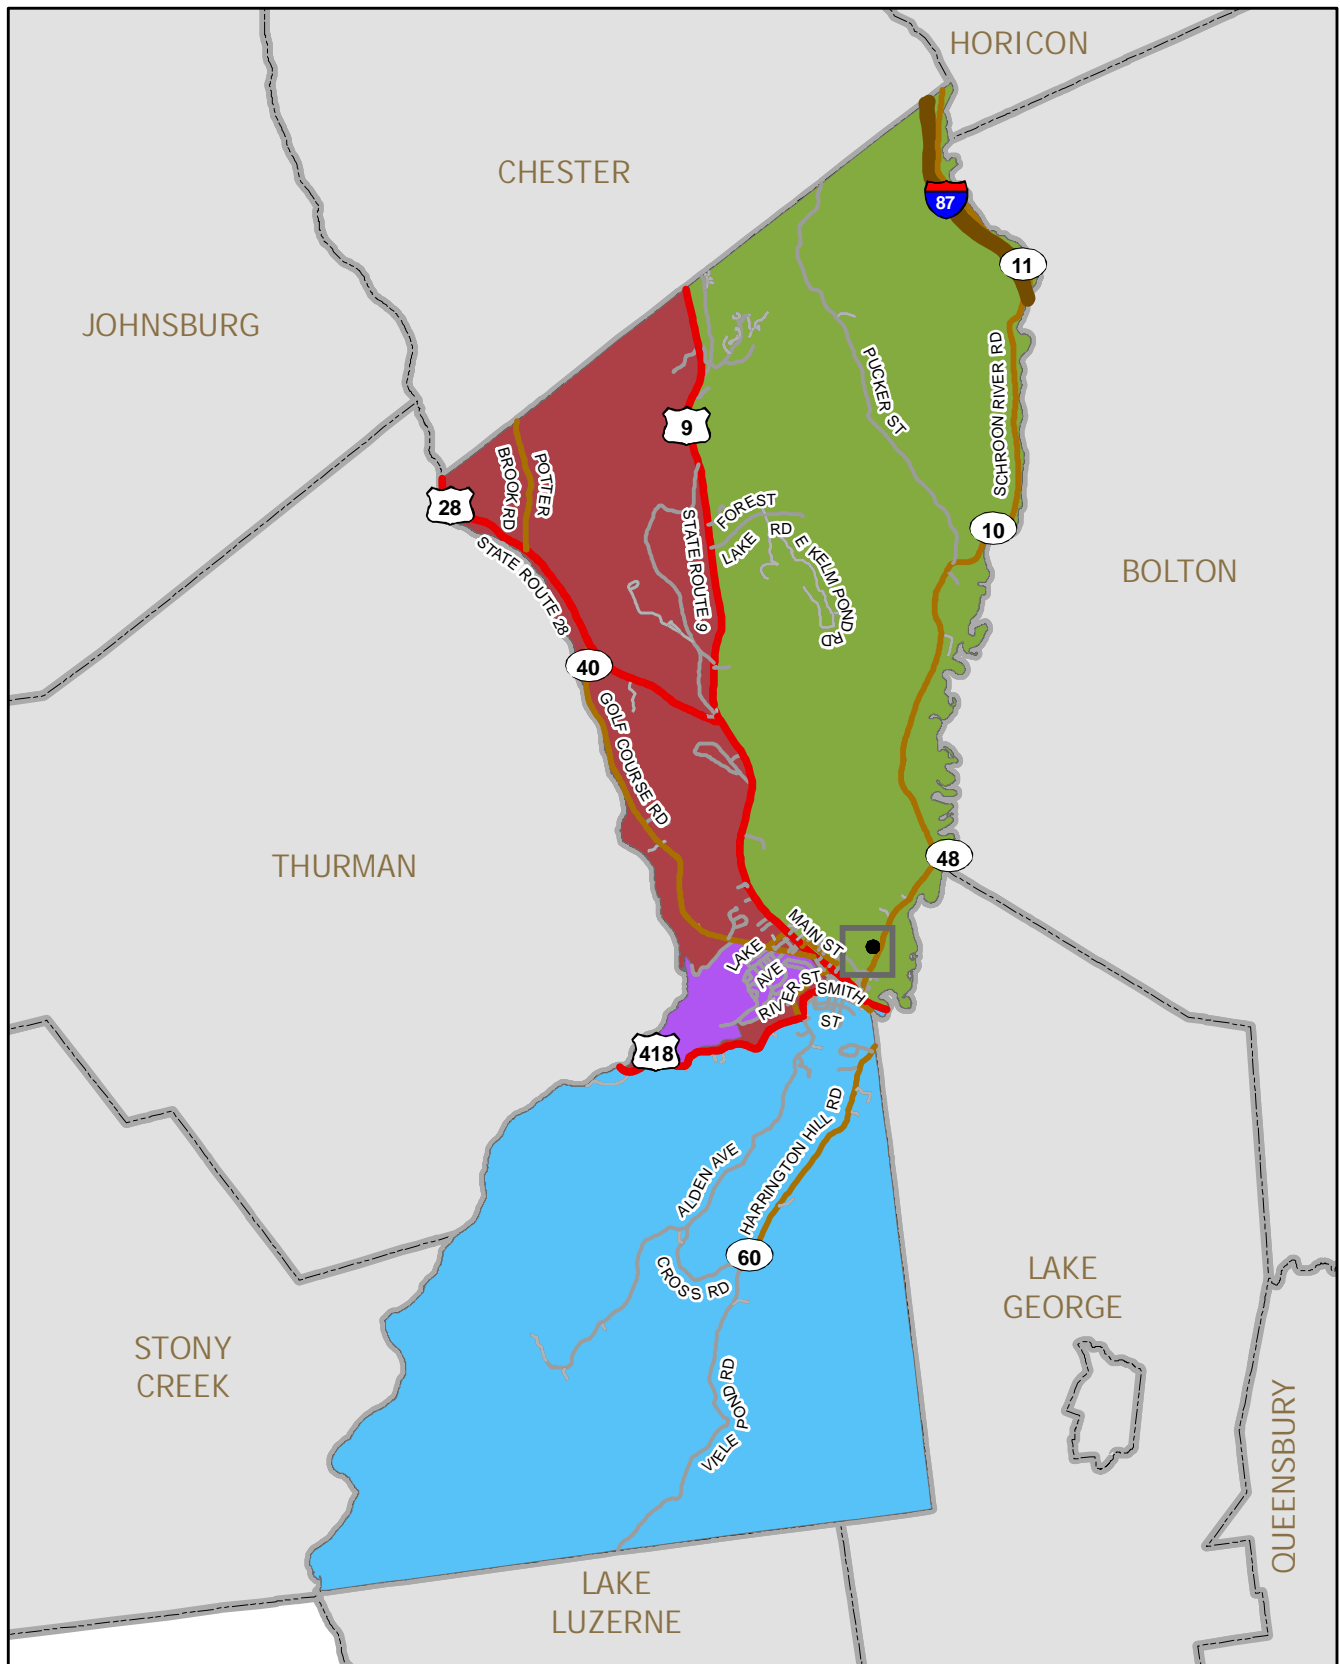 HORICON
CHESTER
87
11
JOHNSBURG
PUCKER ST
SCHROON RIVER RD
9
POTTER
BROOK RD
28
FOREST
LAKE RD
STATE ROUTE 9
10
E KELM POND RD
STATE ROUTE 28
BOLTON
40
GOLF COURSE RD
48
THURMAN
MAIN ST
LAKE
AVE
RIVER ST
SMITH
ST
418
HARRINGTON HILL RD
ALDEN AVE
60
CROSS RD
LAKE
GEORGE
STONY
CREEK
VIELE POND RD
QUEENSBURY
LAKE
LUZERNE